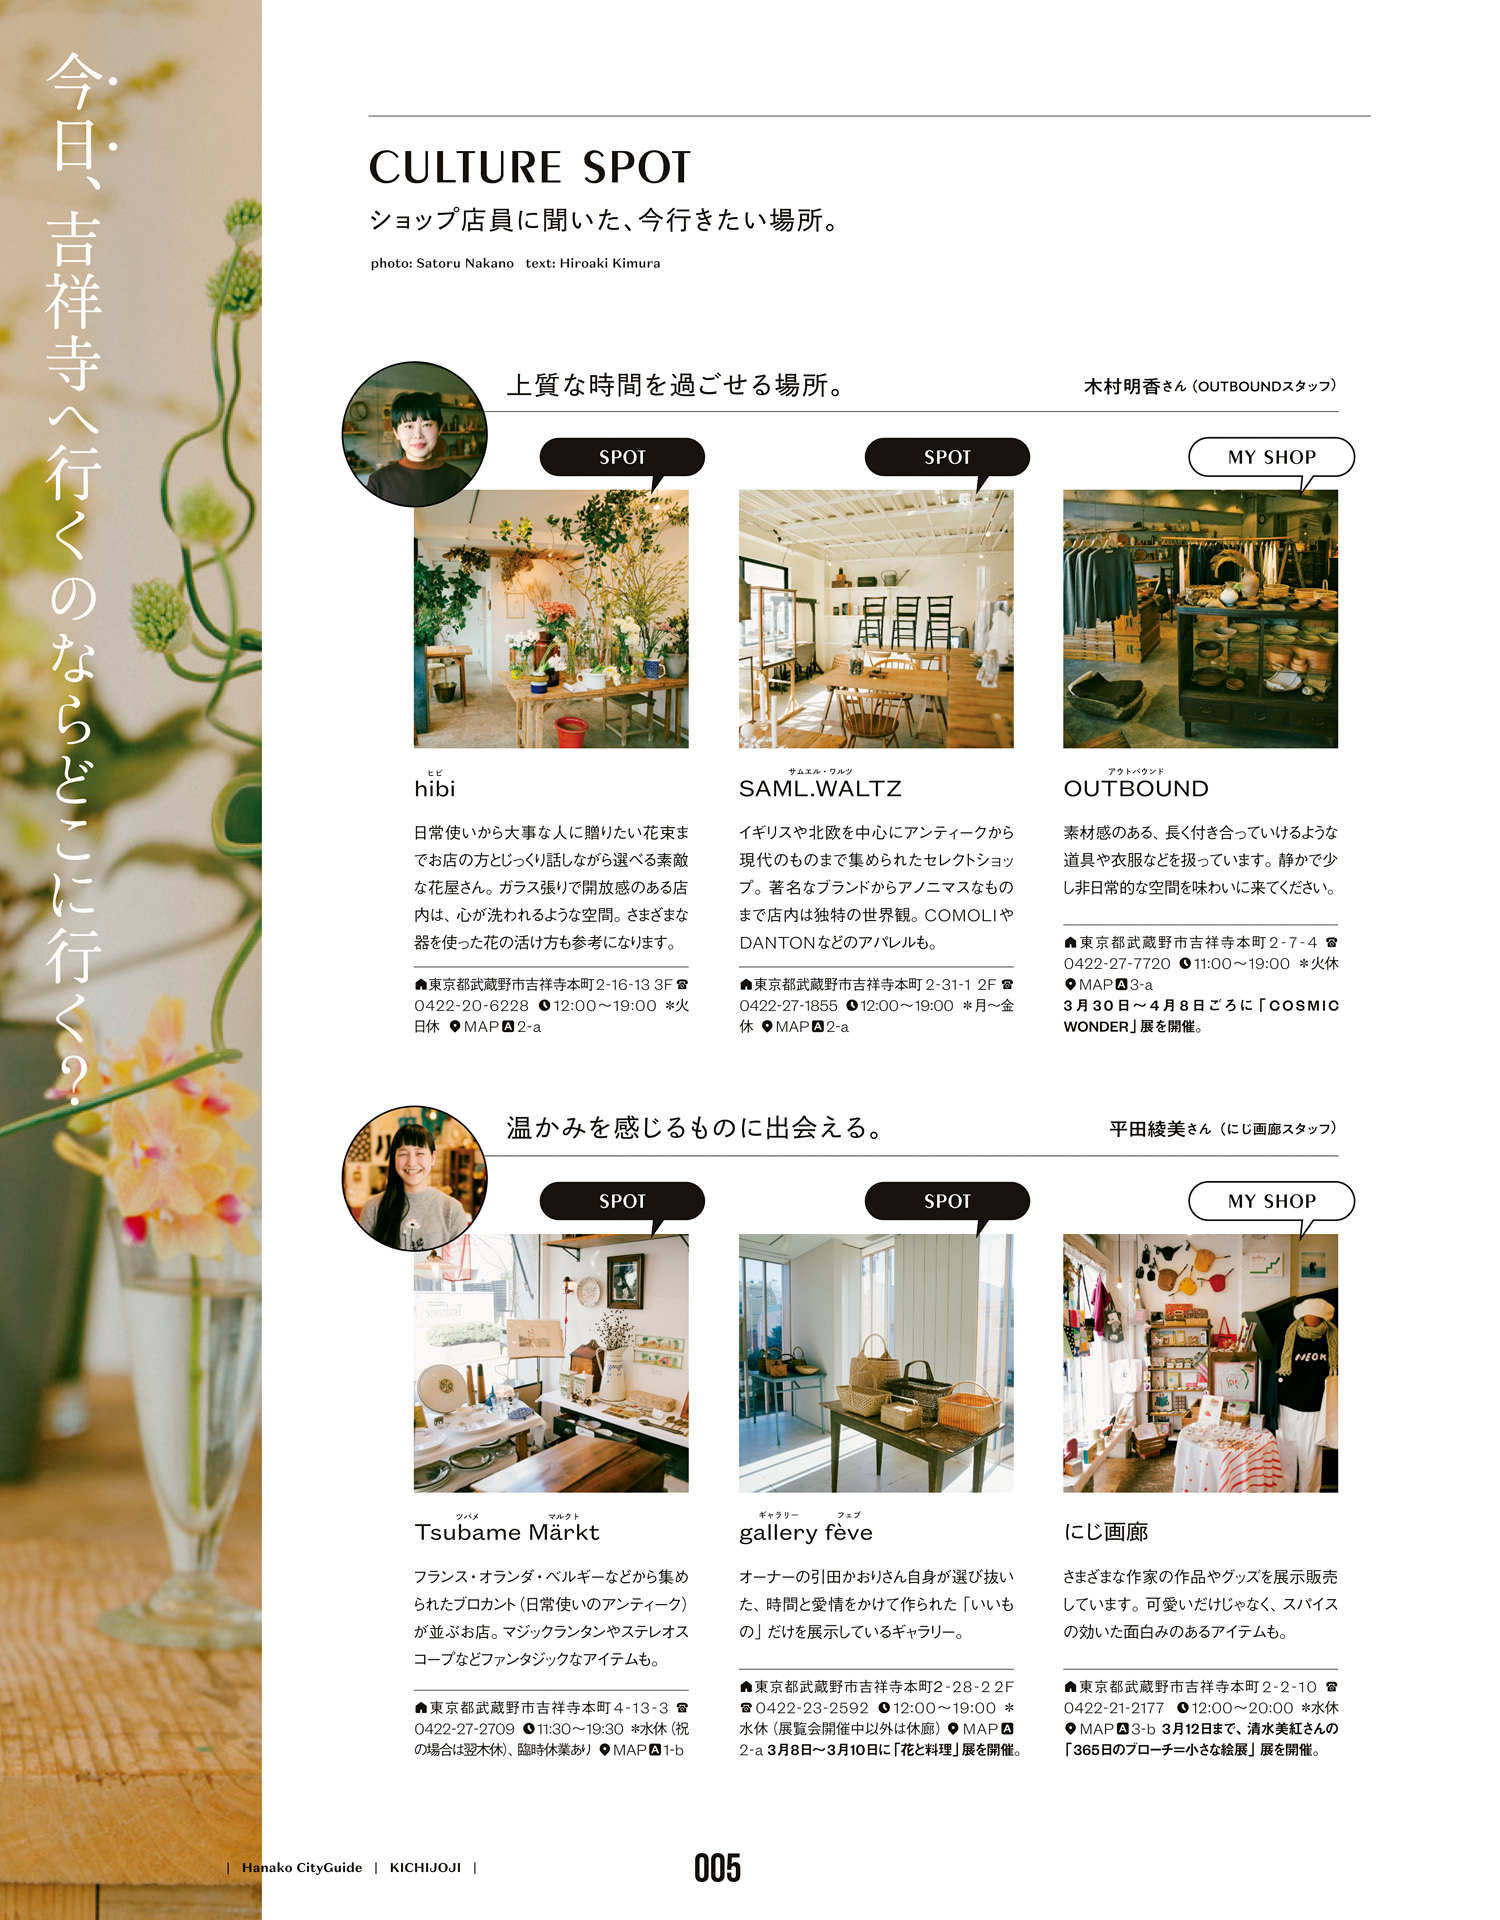 今日、吉祥寺へ行くのならどこに行く?
CULTURE SPOT
ショップ店員に聞いた、今行きたい場所。
photo: Satoru Nakano text: Hiroaki Kimura
上質な時間を過ごせる場所。
木村明香さん（OUTBOUNDスタッフ）
SPOT
ヒビ
hibi
日常使いから大事な人に贈りたい花束ま
でお店の方とじっくり話しながら選べる素敵
な花屋さん。ガラス張りで開放感のある店
内は、心が洗われるような空間。さまざまな
器を使った花の活け方も参考になります。
東京都武蔵野市吉祥寺本町2-16-13 3F ☎
0422-20-6228 12:00〜19:00 ＊火
日休 MAP A 2-a
SPOT
サムエル・ワルツ
SAML.WALTZ
イギリスや北欧を中心にアンティークから
現代のものまで集められたセレクトショッ
プ。著名なブランドからアノニマスなもの
まで店内は独特の世界観。COMOLIや
DANTONなどのアパレルも。
東京都武蔵野市吉祥寺本町2-31-1 2F ☎
0422-27-1855 12:00〜19:00 ＊月〜金
休 MAP A 2-a
MY SHOP
アウトバウンド
OUTBOUND
素材感のある、長く付き合っていけるような
道具や衣服などを扱っています。静かで少
し非日常的な空間を味わいに来てください。
東京都武蔵野市吉祥寺本町2-7-4 ☎
0422-27-7720 11:00〜19:00 ＊火休
MAP A 3-a
3月30日〜4月8日ごろに「COSMIC
WONDER」展を開催。
温かみを感じるものに出会える。
平田綾美さん（にじ画廊スタッフ）
SPOT
ツバメ マルクト
Tsubame Märkt
フランス・オランダ・ベルギーなどから集め
られたブロカント（日常使いのアンティーク）
が並ぶお店。マジックランタンやステレオス
コープなどファンタジックなアイテムも。
東京都武蔵野市吉祥寺本町4-13-3 ☎
0422-27-2709 11:30〜19:30 ＊水休（祝
の場合は翌木休）、臨時休業あり MAP A 1-b
SPOT
ギャラリー フェブ
gallery fève
オーナーの引田かおりさん自身が選び抜い
た、時間と愛情をかけて作られた「いいも
の」だけを展示しているギャラリー。
東京都武蔵野市吉祥寺本町2-28-2 2F
☎0422-23-2592 12:00〜19:00 ＊
水休（展覧会開催中以外は休廊） MAP A
2-a 3月8日〜3月10日に「花と料理」展を開催。
MY SHOP
NEOK
にじ画廊
さまざまな作家の作品やグッズを展示販売
しています。可愛いだけじゃなく、スパイス
の効いた面白みのあるアイテムも。
東京都武蔵野市吉祥寺本町2-2-10 ☎
0422-21-2177 12:00〜20:00 ＊水休
MAP A 3-b 3月12日まで、清水美紅さんの
「365日のブローチ＝小さな絵展」展を開催。
| Hanako CityGuide | KICHIJOJI |
005